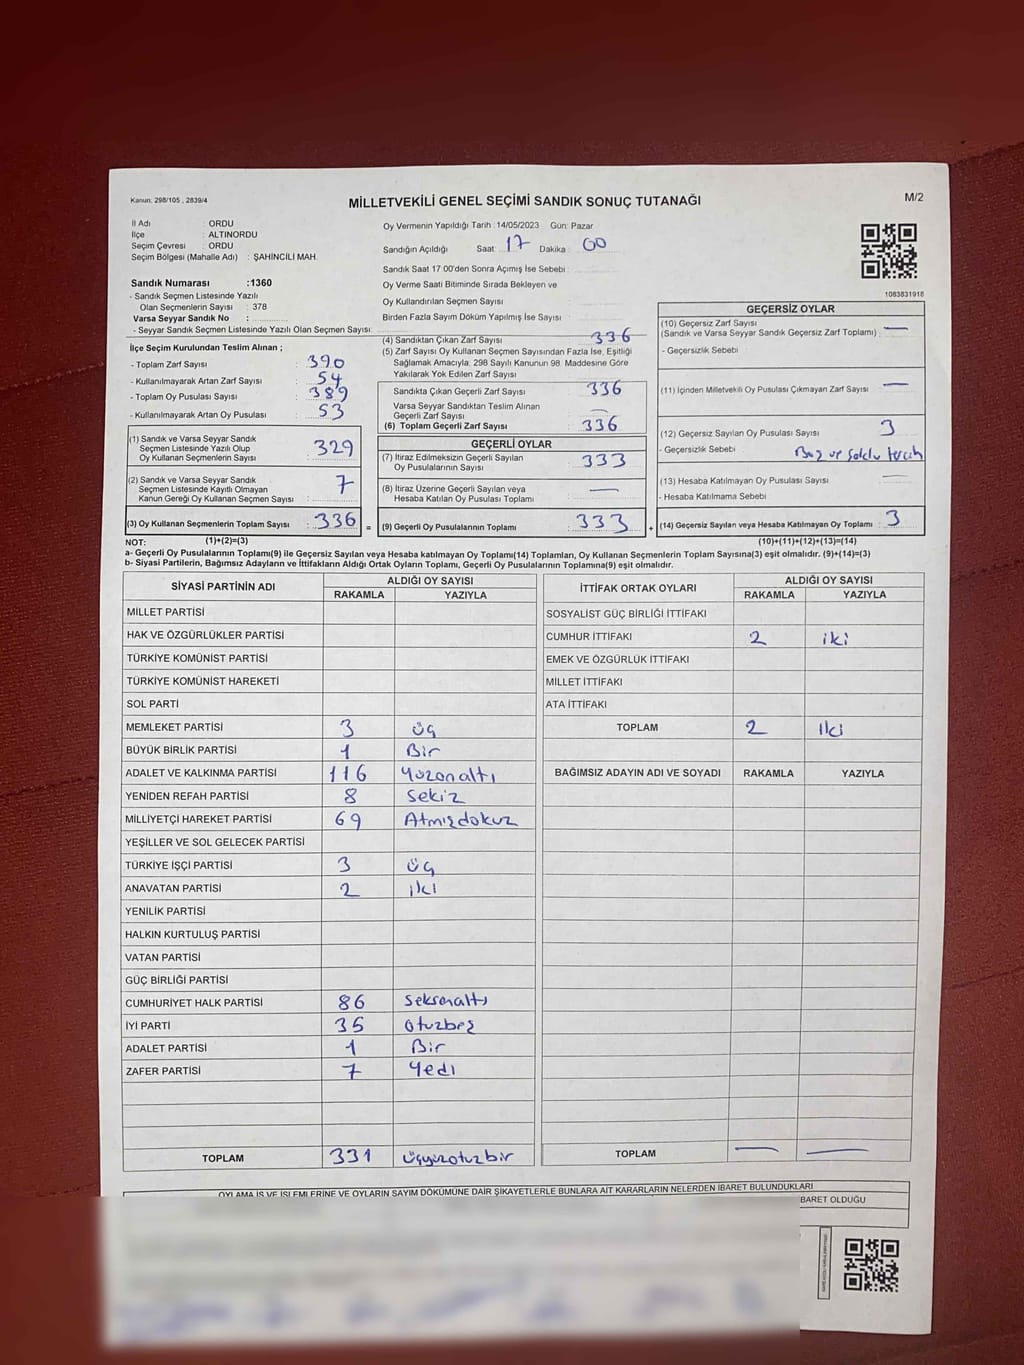 Kanun: 298/105 , 2839/4
MİLLETVEKİLİ GENEL SEÇİMİ SANDIK SONUÇ TUTANAĞI
M/2
İl Adı : ORDU
İlçe : ALTINORDU
Seçim Çevresi : ORDU
Seçim Bölgesi (Mahalle Adı) : ŞAHİNCİLİ MAH.
Oy Vermenin Yapıldığı Tarih : 14/05/2023 Gün: Pazar
Sandığın Açıldığı Saat: 17 Dakika: 00
Sandık Saat 17:00'den Sonra Açımış İse Sebebi :
Oy Verme Saati Bitiminde Sırada Bekleyen ve
Oy Kullandırılan Seçmen Sayısı :
Birden Fazla Sayım Döküm Yapılmış İse Sayısı :
1083831918
Sandık Numarası :1360
- Sandık Seçmen Listesinde Yazılı
Olan Seçmenlerin Sayısı : 378
Varsa Seyyar Sandık No :
- Seyyar Sandık Seçmen Listesinde Yazılı Olan Seçmen Sayısı:
İlçe Seçim Kurulundan Teslim Alınan ;
- Toplam Zarf Sayısı : 390
- Kullanılmayarak Artan Zarf Sayısı : 54
- Toplam Oy Pusulası Sayısı : 389
- Kullanılmayarak Artan Oy Pusulası : 53
(1) Sandık ve Varsa Seyyar Sandık
Seçmen Listesinde Yazılı Olup
Oy Kullanan Seçmenlerin Sayısı : 329
(2) Sandık ve Varsa Seyyar Sandık
Seçmen Listesinde Kayıtlı Olmayan
Kanun Gereği Oy Kullanan Seçmen Sayısı : 7
(3) Oy Kullanan Seçmenlerin Toplam Sayısı : 336 =
(4) Sandıktan Çıkan Zarf Sayısı : 336
(5) Zarf Sayısı Oy Kullanan Seçmen Sayısından Fazla İse, Eşitliği
Sağlamak Amacıyla, 298 Sayılı Kanunun 98. Maddesine Göre
Yakılarak Yok Edilen Zarf Sayısı :
Sandıkta Çıkan Geçerli Zarf Sayısı : 336
Varsa Seyyar Sandıktan Teslim Alınan
Geçerli Zarf Sayısı : —
(6) Toplam Geçerli Zarf Sayısı : 336
GEÇERLİ OYLAR
(7) İtiraz Edilmeksizin Geçerli Sayılan
Oy Pusulalarının Sayısı : 333
(8) İtiraz Üzerine Geçerli Sayılan veya
Hesaba Katılan Oy Pusulası Toplamı : —
(9) Geçerli Oy Pusulalarının Toplamı : 333 +
GEÇERSİZ OYLAR
(10) Geçersiz Zarf Sayısı
(Sandık ve Varsa Seyyar Sandık Geçersiz Zarf Toplamı) : —
- Geçersizlik Sebebi :
(11) İçinden Milletvekili Oy Pusulası Çıkmayan Zarf Sayısı : —
(12) Geçersiz Sayılan Oy Pusulası Sayısı : 3
- Geçersizlik Sebebi :
(13) Hesaba Katılmayan Oy Pusulası Sayısı : —
- Hesaba Katılmama Sebebi :
(14) Geçersiz Sayılan veya Hesaba Katılmayan Oy Toplamı : 3
NOT: (1)+(2)=(3) (10)+(11)+(12)+(13)=(14)
a- Geçerli Oy Pusulalarının Toplamı(9) ile Geçersiz Sayılan veya Hesaba katılmayan Oy Toplamı(14) Toplamları, Oy Kullanan Seçmenlerin Toplam Sayısına(3) eşit olmalıdır. (9)+(14)=(3)
b- Siyasi Partilerin, Bağımsız Adayların ve İttifakların Aldığı Ortak Oyların Toplamı, Geçerli Oy Pusulalarının Toplamına(9) eşit olmalıdır.
SİYASİ PARTİNİN ADI ALDIĞI OY SAYISI
RAKAMLA YAZIYLA
MİLLET PARTİSİ
HAK VE ÖZGÜRLÜKLER PARTİSİ
TÜRKİYE KOMÜNİST PARTİSİ
TÜRKİYE KOMÜNİST HAREKETİ
SOL PARTİ
MEMLEKET PARTİSİ 3 üç
BÜYÜK BİRLİK PARTİSİ 1 Bir
ADALET VE KALKINMA PARTİSİ 116 Yüzonaltı
YENİDEN REFAH PARTİSİ 8 Sekiz
MİLLİYETÇİ HAREKET PARTİSİ 69 Atmışdokuz
YEŞİLLER VE SOL GELECEK PARTİSİ
TÜRKİYE İŞÇİ PARTİSİ 3 üç
ANAVATAN PARTİSİ 2 iki
YENİLİK PARTİSİ
HALKIN KURTULUŞ PARTİSİ
VATAN PARTİSİ
GÜÇ BİRLİĞİ PARTİSİ
CUMHURİYET HALK PARTİSİ 86 Seksenaltı
İYİ PARTİ 35 Otuzbeş
ADALET PARTİSİ 1 Bir
ZAFER PARTİSİ 7 Yedi
TOPLAM 331 üçyüzotuzbir
İTTİFAK ORTAK OYLARI ALDIĞI OY SAYISI
RAKAMLA YAZIYLA
SOSYALİST GÜÇ BİRLİĞİ İTTİFAKI
CUMHUR İTTİFAKI 2 iki
EMEK VE ÖZGÜRLÜK İTTİFAKI
MİLLET İTTİFAKI
ATA İTTİFAKI
TOPLAM 2 iki
BAĞIMSIZ ADAYIN ADI VE SOYADI RAKAMLA YAZIYLA
TOPLAM — —
OYLAMA İŞ VE İŞLEMLERİNE VE OYLARIN SAYIM DÖKÜMÜNE DAİR ŞİKAYETLERLE BUNLARA AİT KARARLARIN NELERDEN İBARET BULUNDUKLARI
İBARET OLDUĞU